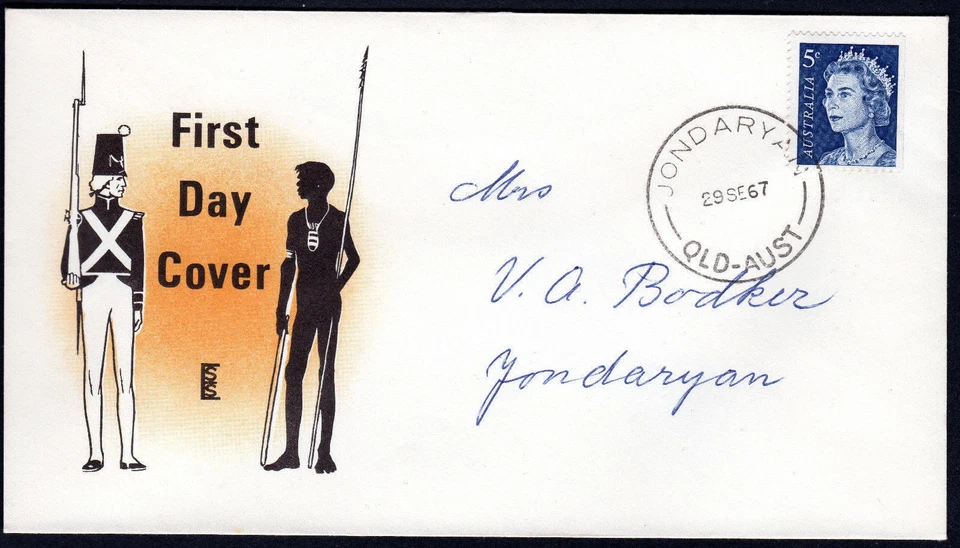 First
Day
Cover
5c
AUSTRALIA
JONDARYAN
29 SE 67
QLD-AUST
Mrs
V. A. Bodker
Jondaryan